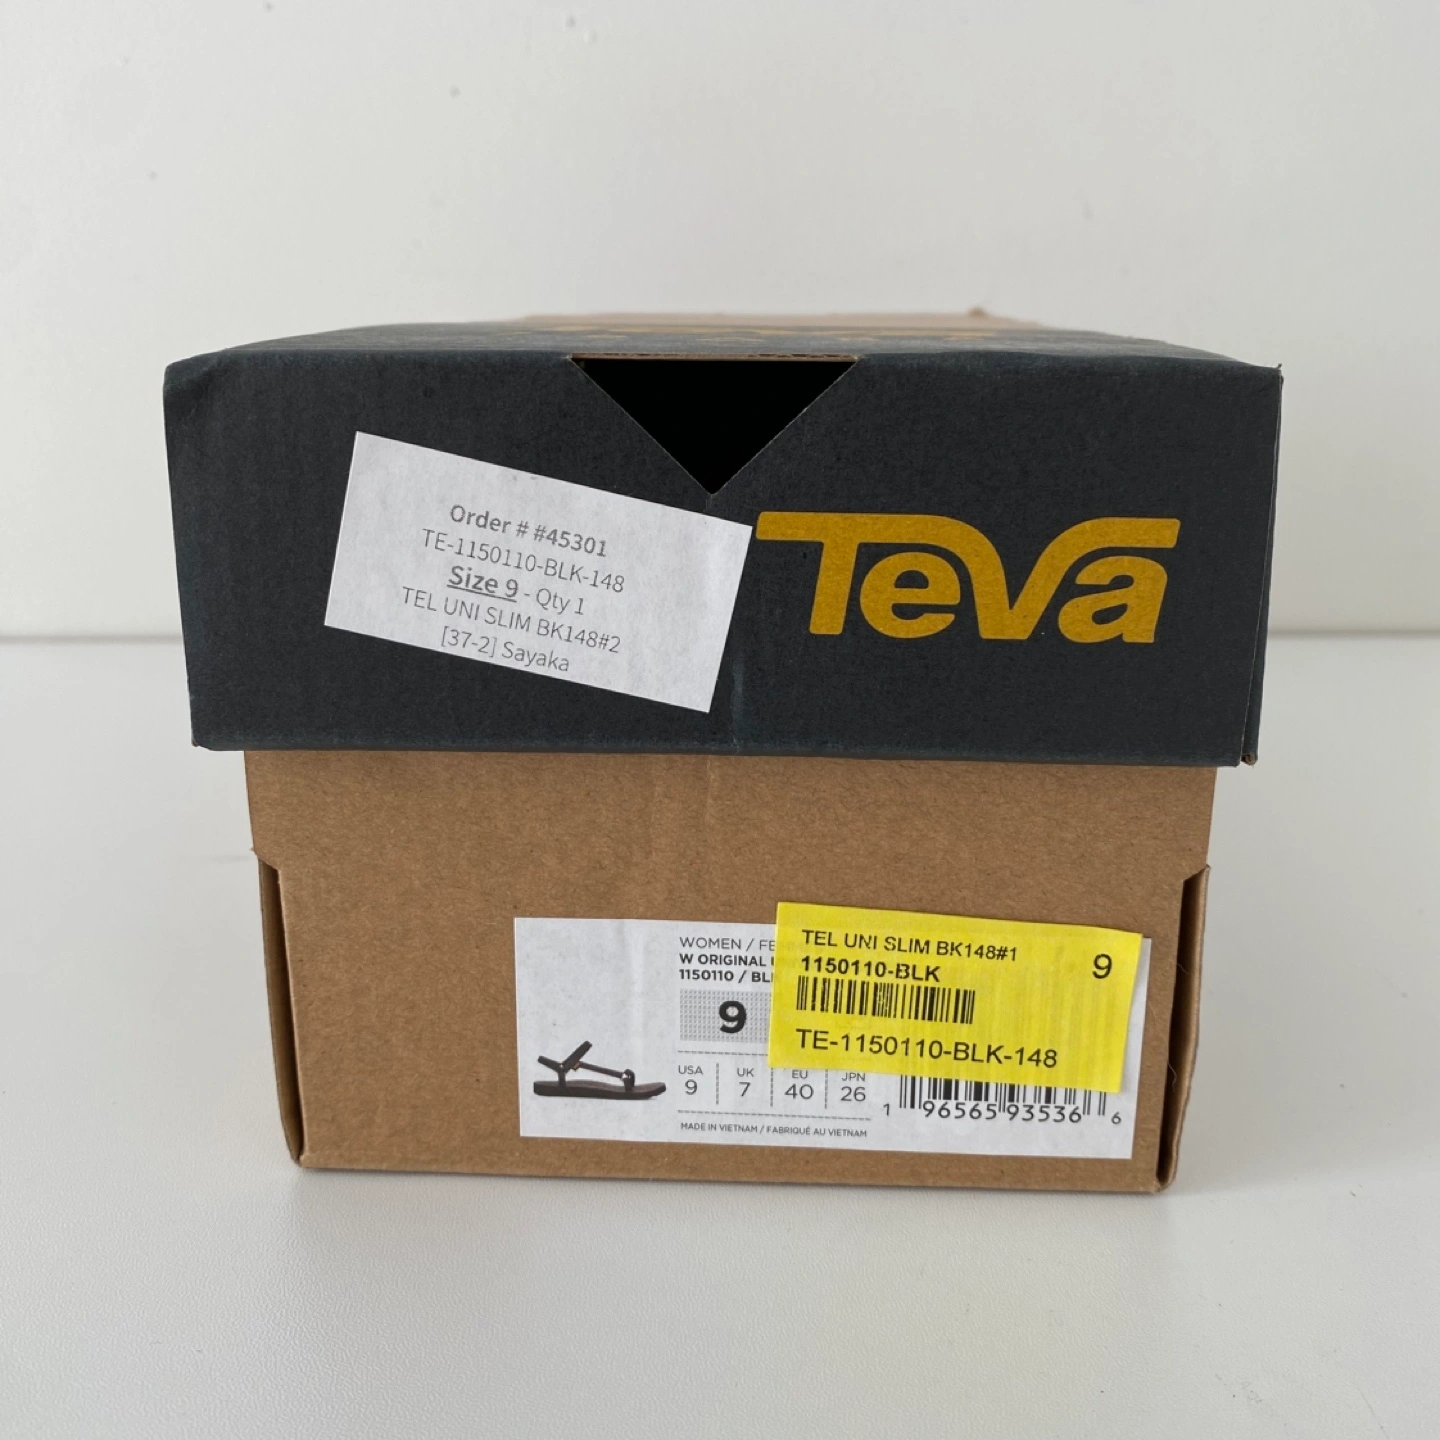 Order # #45301
TE-1150110-BLK-148
Size 9 - Qty 1
TEL UNI SLIM BK148#2
[37-2] Sayaka
Teva
WOMEN /
W ORIGINAL
1150110 /
9
USA
9
UK
7
EU
40
JPN
26
MADE IN VIETNAM / FABRIQUÉ AU VIETNAM
TEL UNI SLIM BK148#1
9
1150110-BLK
TE-1150110-BLK-148
1 96565 93536 6